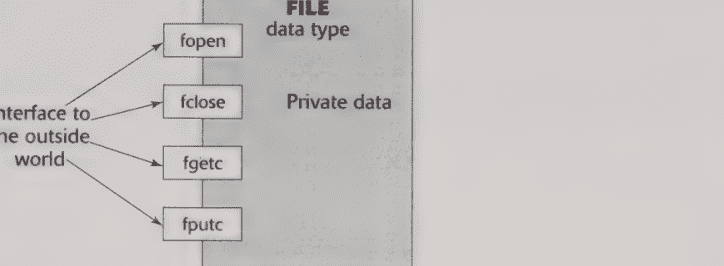 FILE
data type
fopen
fclose
Private data
nterface to
he outside
world
fgetc
fputc